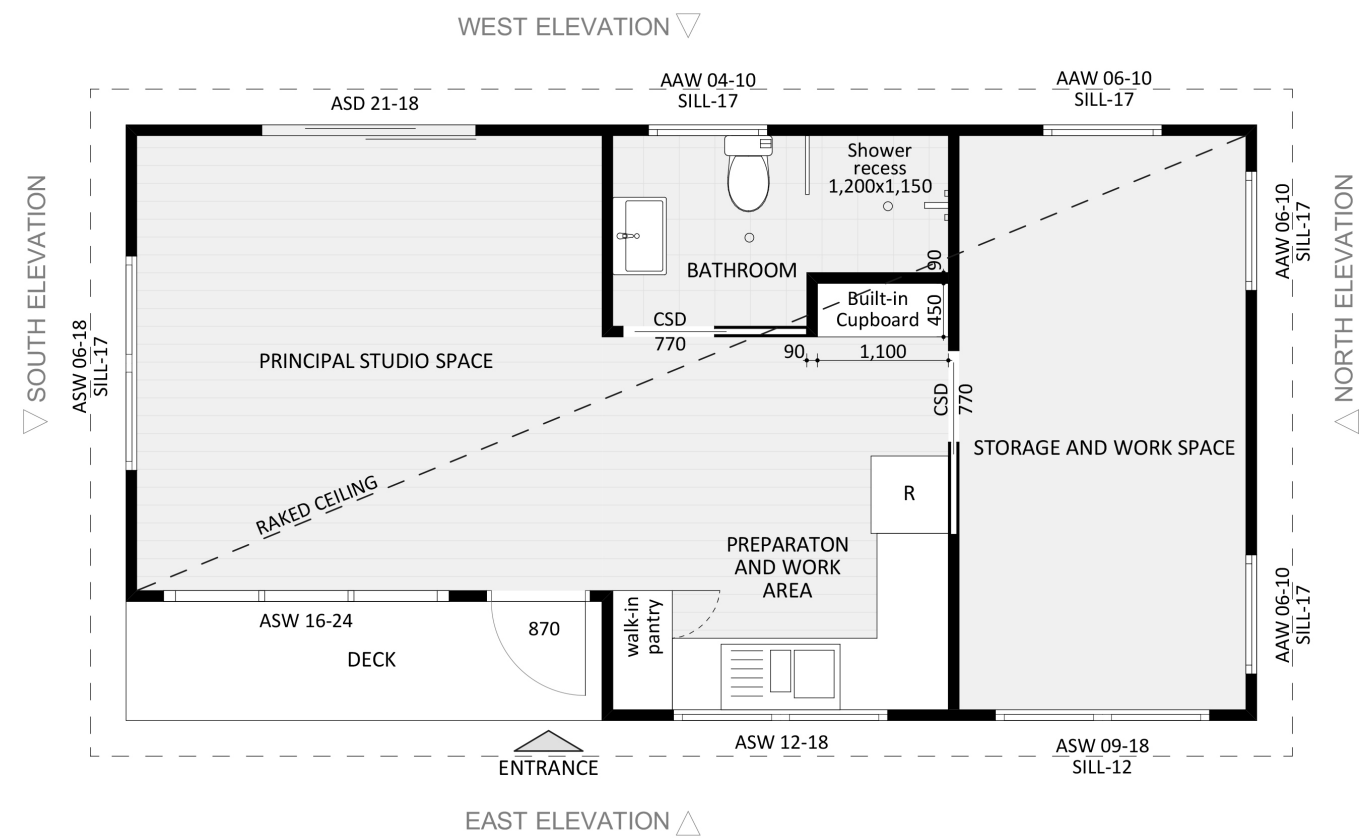 WEST ELEVATION
ASD 21-18
AAW 04-10
SILL-17
AAW 06-10
SILL-17
SOUTH ELEVATION
ASW 06-18
SILL-17
Shower
recess
1,200x1,150
BATHROOM
90
Built-in
Cupboard
450
CSD
770
90
1,100
PRINCIPAL STUDIO SPACE
CSD
770
STORAGE AND WORK SPACE
AAW 06-10
SILL-17
NORTH ELEVATION
RAKED CEILING
R
PREPARATON
AND WORK
AREA
walk-in
pantry
ASW 16-24
870
DECK
AAW 06-10
SILL-17
ASW 12-18
ASW 09-18
SILL-12
ENTRANCE
EAST ELEVATION